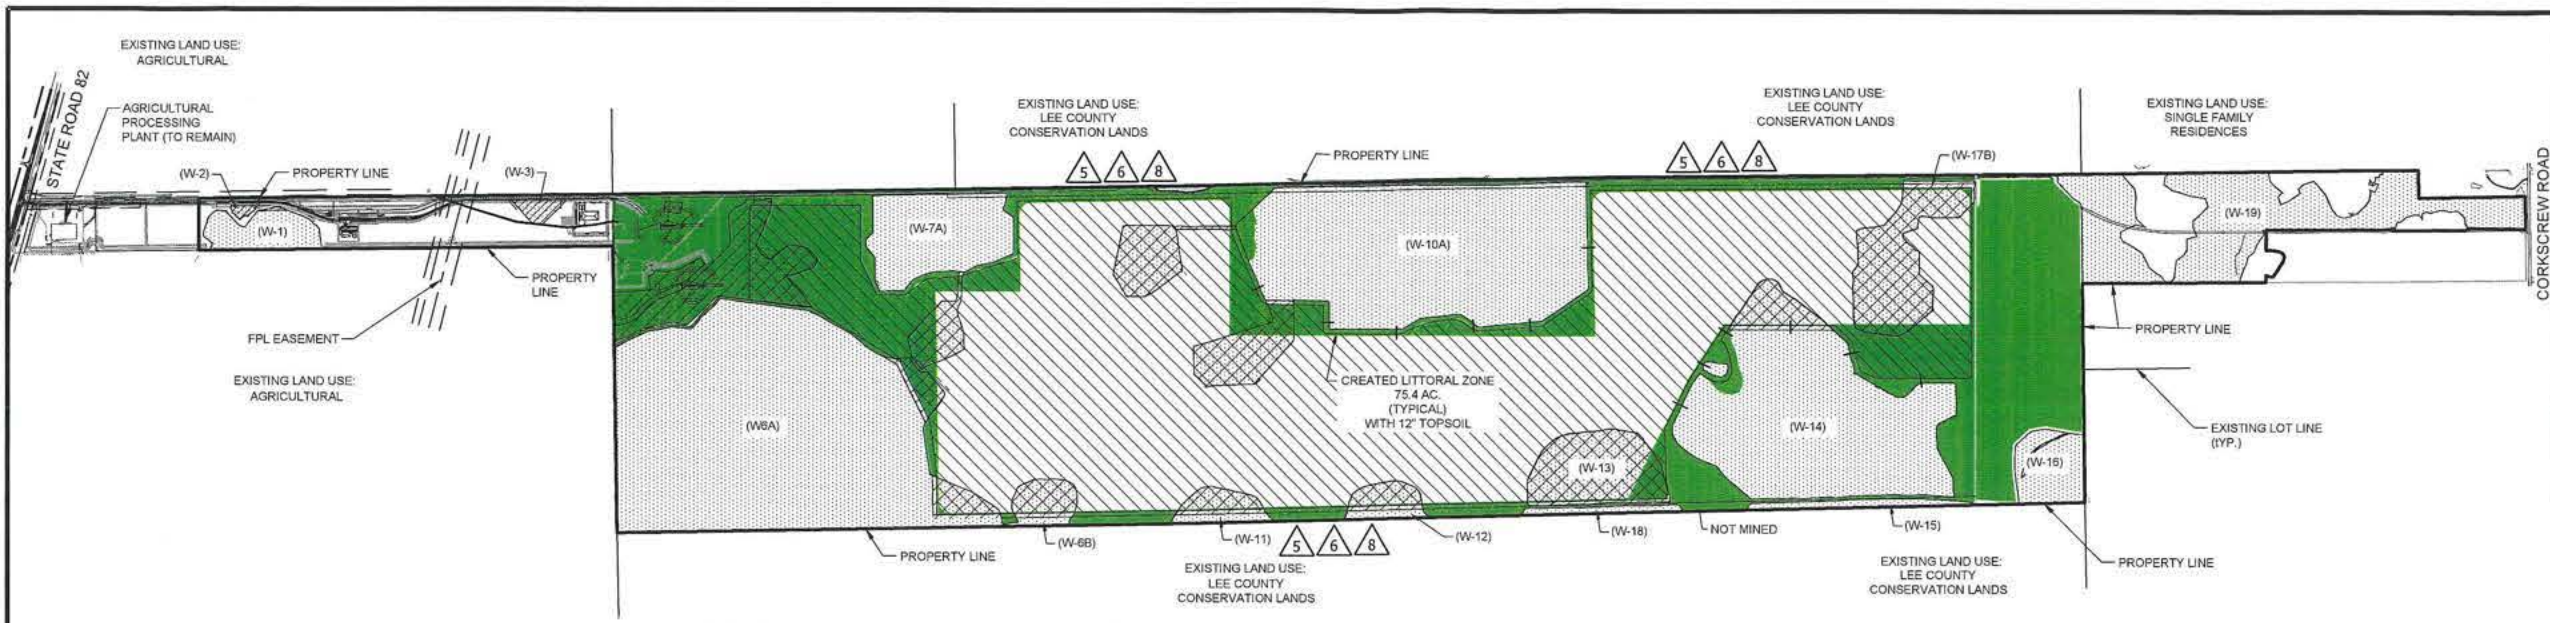 EXISTING LAND USE:
AGRICULTURAL
STATE ROAD 82
AGRICULTURAL
PROCESSING
PLANT (TO REMAIN)
(W-2)
PROPERTY LINE
(W-3)
(W-1)
PROPERTY
LINE
FPL EASEMENT
EXISTING LAND USE:
AGRICULTURAL
EXISTING LAND USE:
LEE COUNTY
CONSERVATION LANDS
5 6 8
PROPERTY LINE
EXISTING LAND USE:
LEE COUNTY
CONSERVATION LANDS
5 6 8
(W-17B)
EXISTING LAND USE:
SINGLE FAMILY
RESIDENCES
CORKSCREW ROAD
(W-7A)
(W-10A)
(W-19)
(W6A)
CREATED LITTORAL ZONE
75.4 AC.
(TYPICAL)
WITH 12" TOPSOIL
(W-14)
(W-13)
(W-16)
PROPERTY LINE
EXISTING LOT LINE
(tYP.)
PROPERTY LINE
(W-6B)
(W-11)
5 6 8
(W-12)
(W-18)
NOT MINED
(W-15)
PROPERTY LINE
EXISTING LAND USE:
LEE COUNTY
CONSERVATION LANDS
EXISTING LAND USE:
LEE COUNTY
CONSERVATION LANDS